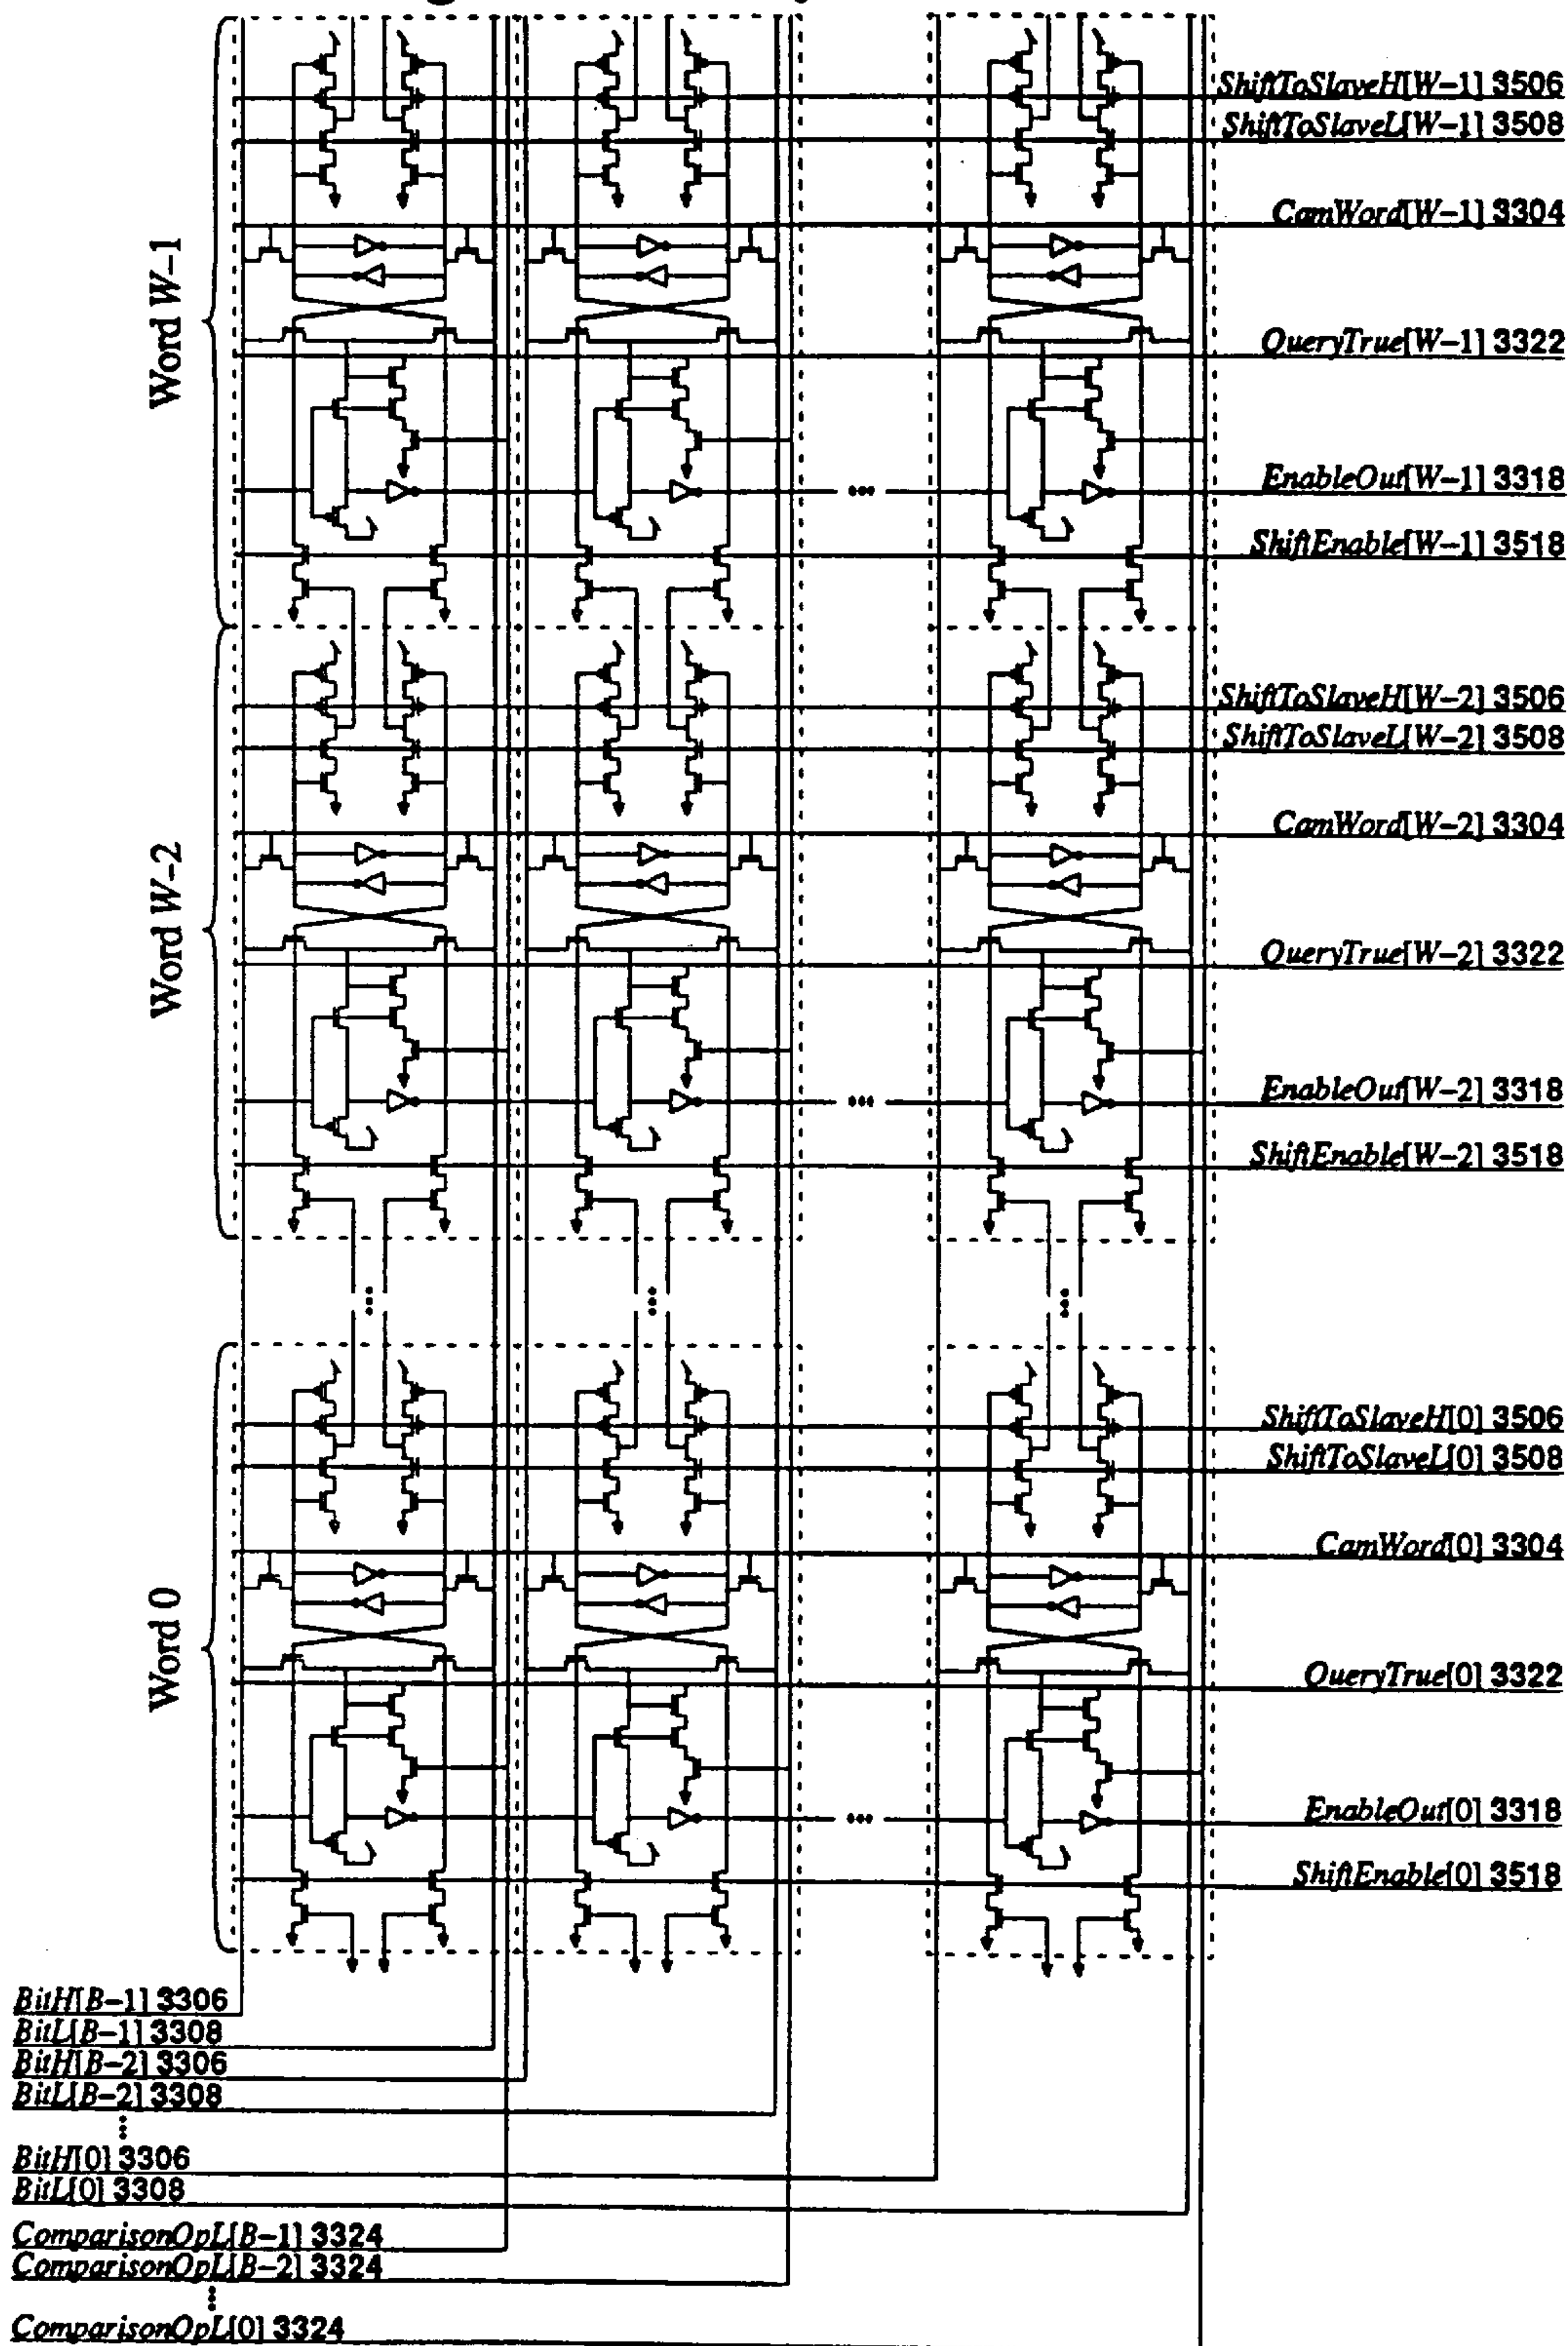 ShiftToSlaveH[W–1] 3506
ShiftToSlaveL[W–1] 3508
CamWord[W–1] 3304
Word W–1
QueryTrue[W–1] 3322
EnableOut[W–1] 3318
ShiftEnable[W–1] 3518
ShiftToSlaveH[W–2] 3506
ShiftToSlaveL[W–2] 3508
CamWord[W–2] 3304
Word W–2
QueryTrue[W–2] 3322
EnableOut[W–2] 3318
ShiftEnable[W–2] 3518
ShiftToSlaveH[0] 3506
ShiftToSlaveL[0] 3508
CamWord[0] 3304
Word 0
QueryTrue[0] 3322
EnableOut[0] 3318
ShiftEnable[0] 3518
BitH[B–1] 3306
BitL[B–1] 3308
BitH[B–2] 3306
BitL[B–2] 3308
BitH[0] 3306
BitL[0] 3308
ComparisonOpL[B–1] 3324
ComparisonOpL[B–2] 3324
ComparisonOpL[0] 3324